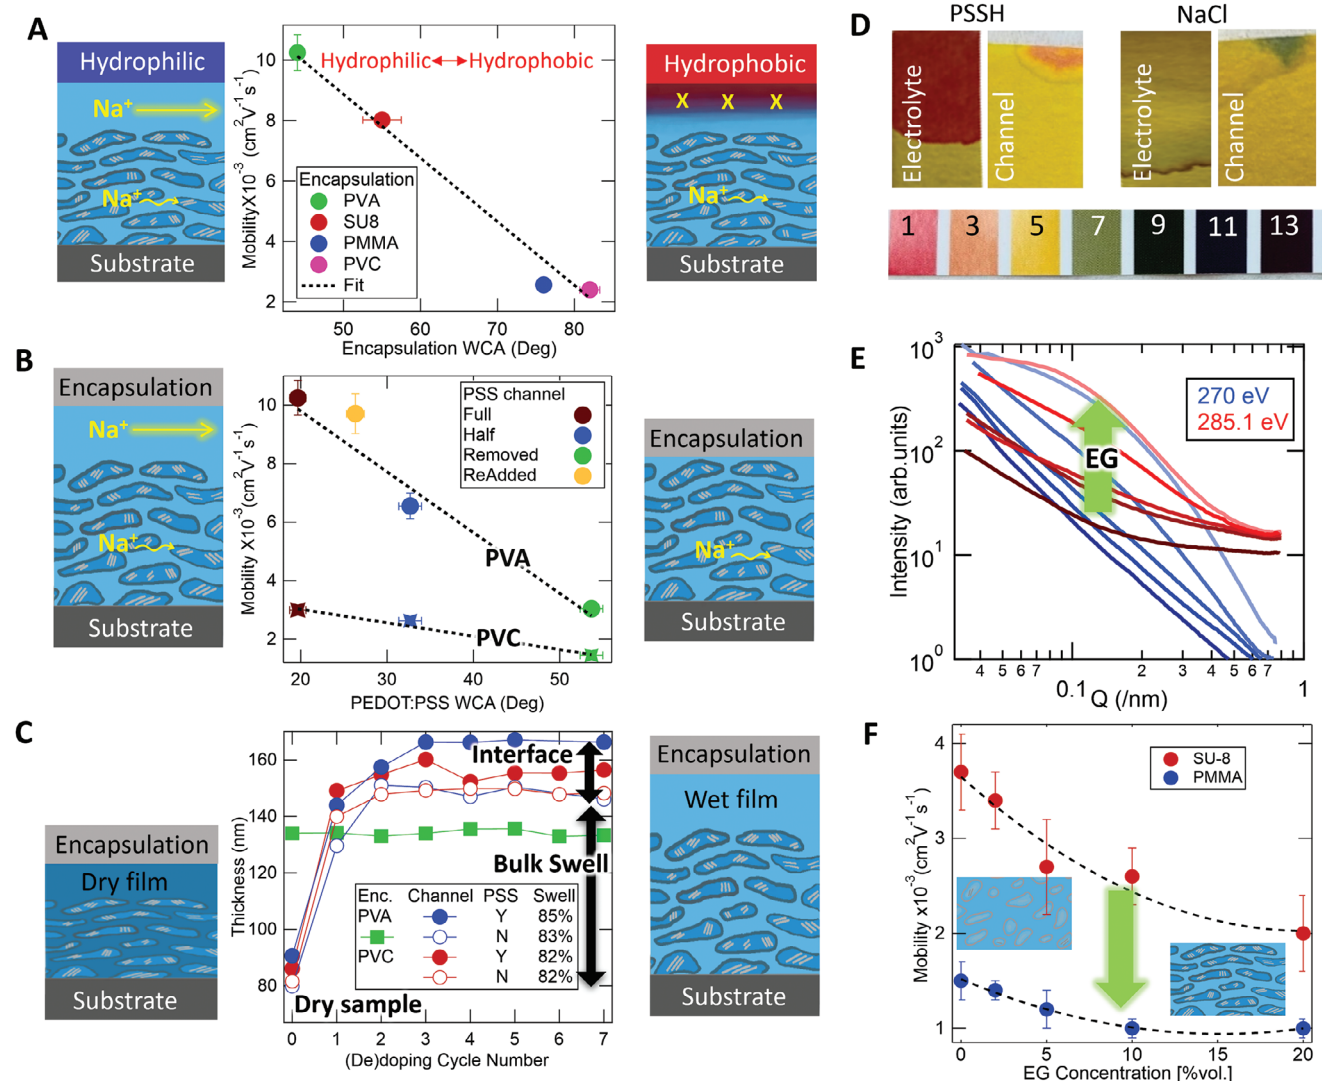 A
Hydrophilic
Na⁺
Na⁺
Substrate
MobilityX10⁻³ (cm²V⁻¹s⁻¹)
10
8
6
4
2
Hydrophilic↔Hydrophobic
Encapsulation
PVA
SU8
PMMA
PVC
Fit
50
60
70
80
Encapsulation WCA (Deg)
Hydrophobic
X X X
Na⁺
Substrate
B
Encapsulation
Na⁺
Na⁺
Substrate
Mobility X10⁻³(cm²V⁻¹s⁻¹)
10
8
6
4
2
PSS channel
Full
Half
Removed
ReAdded
PVA
PVC
20
30
40
50
PEDOT:PSS WCA (Deg)
Encapsulation
Na⁺
Substrate
C
Encapsulation
Dry film
Substrate
Thickness (nm)
160
140
120
100
80
Interface
Bulk Swell
Enc. Channel PSS Swell
PVA Y 85%
N 83%
PVC Y 82%
N 82%
Dry sample
0 1 2 3 4 5 6 7
(De)doping Cycle Number
Encapsulation
Wet film
Substrate
D
PSSH
NaCl
Electrolyte
Channel
Electrolyte
Channel
1 3 5 7 9 11 13
E
Intensity (arb.units)
10³
10²
10¹
10⁰
270 eV
285.1 eV
EG
4 5 6 7 0.1 2 3 4 5 6 7 1
Q (/nm)
F
Mobility x10⁻³(cm²V⁻¹s⁻¹)
4
3
2
1
SU-8
PMMA
0 5 10 15 20
EG Concentration [%vol.]